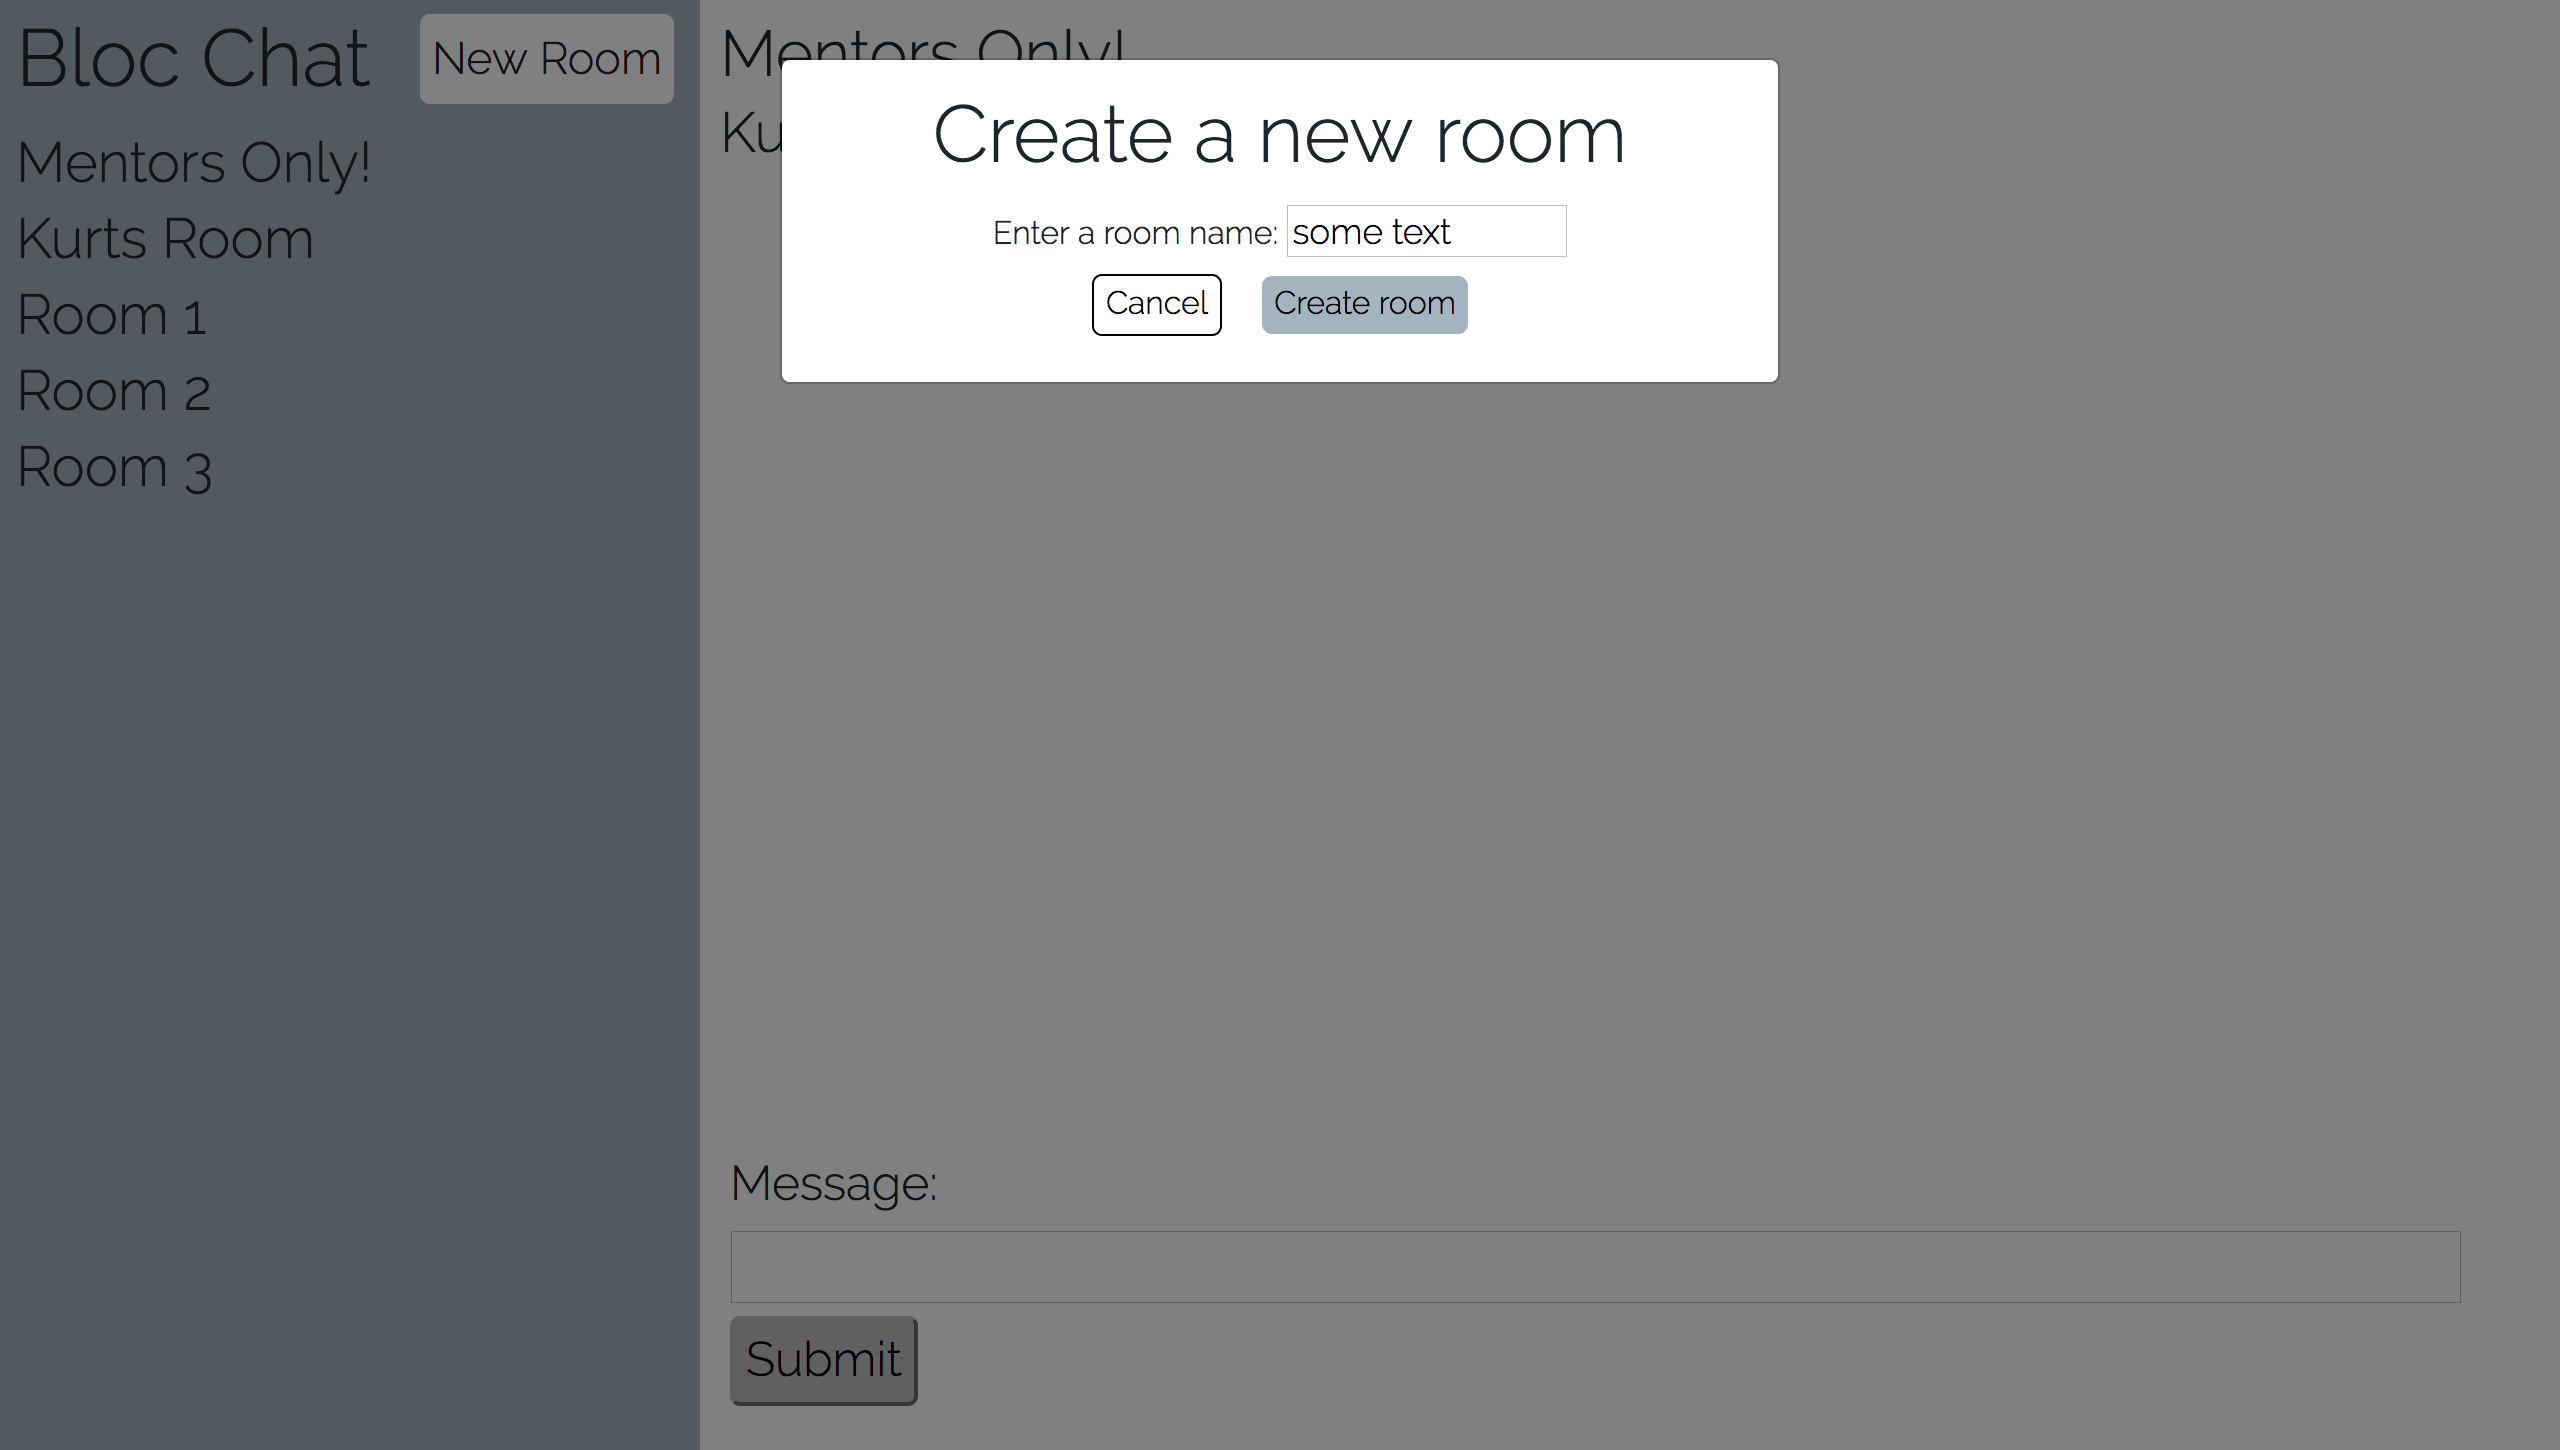 Bloc Chat
New Room
Mentors Only!
Kurts Room
Room 1
Room 2
Room 3
Mentors Only!
Ku
Create a new room
Enter a room name: some text
Cancel
Create room
Message:
Submit